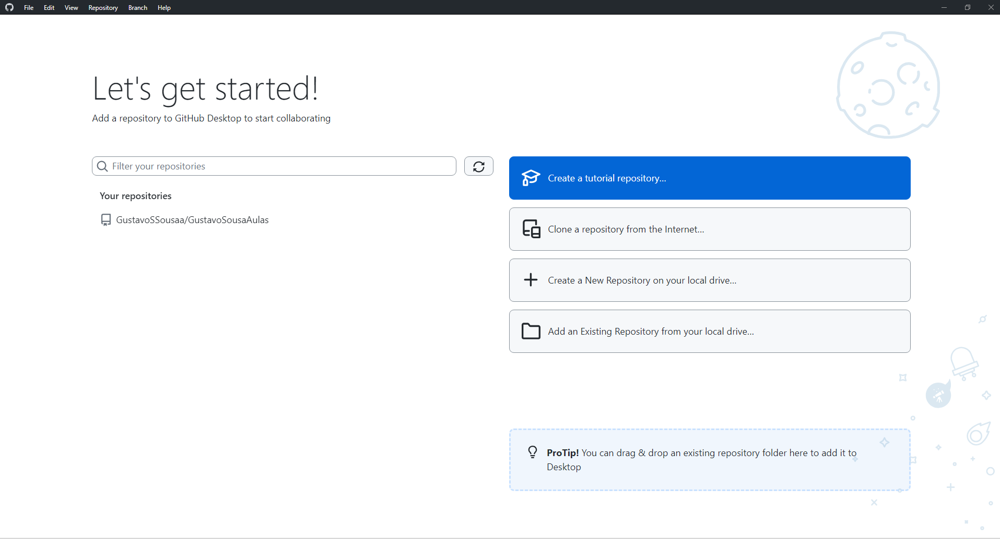 File Edit View Repository Branch Help
Let's get started!
Add a repository to GitHub Desktop to start collaborating
Filter your repositories
Your repositories
GustavoSSousaa/GustavoSousaAulas
Create a tutorial repository...
Clone a repository from the Internet...
Create a New Repository on your local drive...
Add an Existing Repository from your local drive...
ProTip! You can drag & drop an existing repository folder here to add it to
Desktop